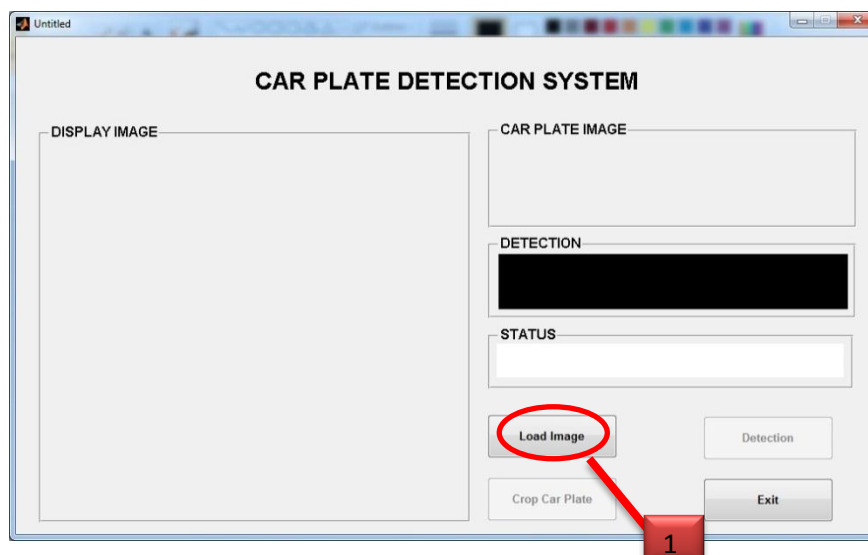 Untitled
CAR PLATE DETECTION SYSTEM
DISPLAY IMAGE
CAR PLATE IMAGE
DETECTION
STATUS
Load Image
Detection
Crop Car Plate
Exit
1